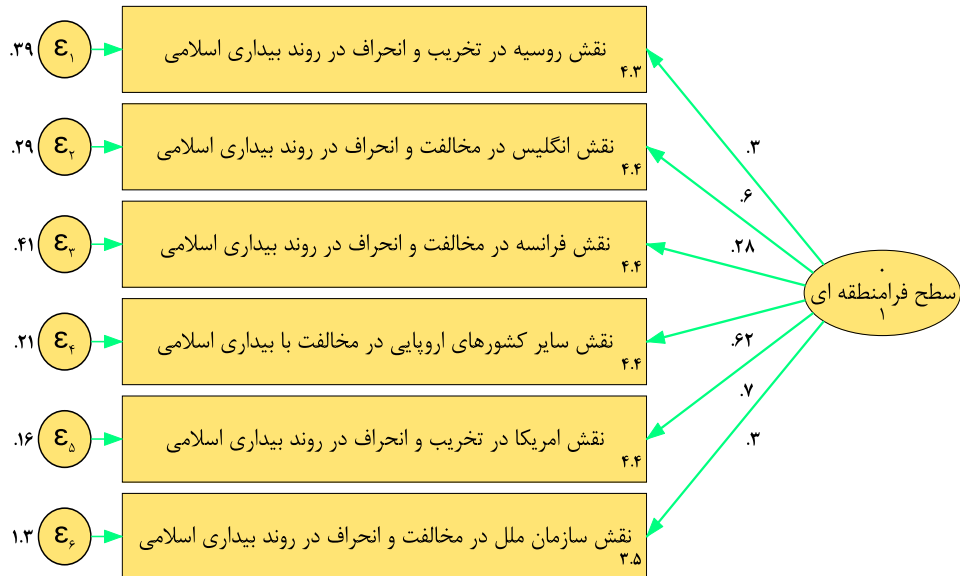 .۳۹
ε۱
نقش روسیه در تخریب و انحراف در روند بیداری اسلامی
۴.۳
.۲۹
ε۲
نقش انگلیس در مخالفت و انحراف در روند بیداری اسلامی
۴.۴
.۴۱
ε۳
نقش فرانسه در مخالفت و انحراف در روند بیداری اسلامی
۴.۴
.۲۱
ε۴
نقش سایر کشورهای اروپایی در مخالفت با بیداری اسلامی
۴.۴
.۱۶
ε۵
نقش امریکا در تخریب و انحراف در روند بیداری اسلامی
۴.۴
۱.۳
ε۶
نقش سازمان ملل در مخالفت و انحراف در روند بیداری اسلامی
۳.۵
.۳
.۶
.۲۸
.۶۲
.۷
.۳
۰
سطح فرامنطقه ای
۱